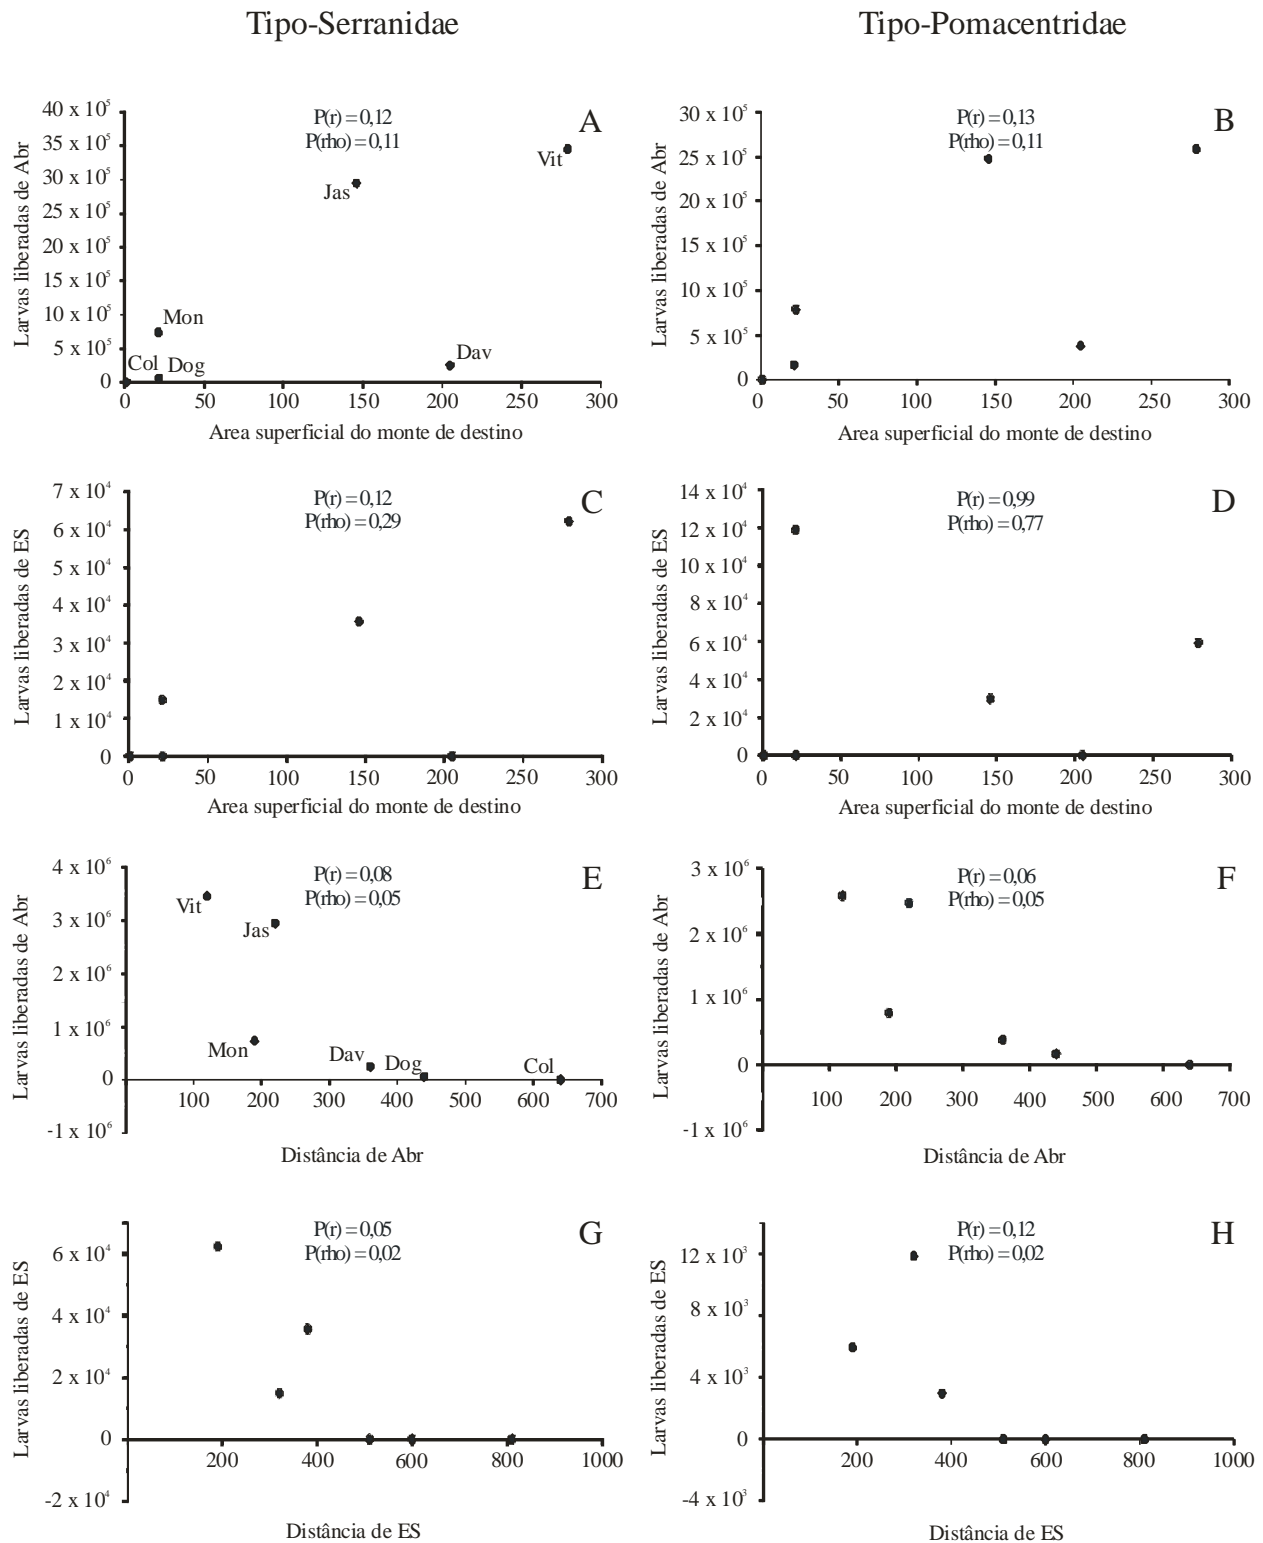 Tipo-Serranidae
Tipo-Pomacentridae
Larvas liberadas de Abr
40 x 10⁵
35 x 10⁵
30 x 10⁵
25 x 10⁵
20 x 10⁵
15 x 10⁵
10 x 10⁵
5 x 10⁵
0
P(r) = 0,12
P(rho) = 0,11
A
Vit
Jas
Mon
Col
Dog
Dav
0 50 100 150 200 250 300
Area superficial do monte de destino
Larvas liberadas de Abr
30 x 10⁵
25 x 10⁵
20 x 10⁵
15 x 10⁵
10 x 10⁵
5 x 10⁵
0
P(r) = 0,13
P(rho) = 0,11
B
0 50 100 150 200 250 300
Area superficial do monte de destino
Larvas liberadas de ES
7 x 10⁴
6 x 10⁴
5 x 10⁴
4 x 10⁴
3 x 10⁴
2 x 10⁴
1 x 10⁴
0
P(r) = 0,12
P(rho) = 0,29
C
0 50 100 150 200 250 300
Area superficial do monte de destino
Larvas liberadas de ES
14 x 10⁴
12 x 10⁴
10 x 10⁴
8 x 10⁴
6 x 10⁴
4 x 10⁴
2 x 10⁴
0
P(r) = 0,99
P(rho) = 0,77
D
0 50 100 150 200 250 300
Area superficial do monte de destino
Larvas liberadas de Abr
4 x 10⁶
3 x 10⁶
2 x 10⁶
1 x 10⁶
0
-1 x 10⁶
P(r) = 0,08
P(rho) = 0,05
E
Vit
Jas
Mon
Dav
Dog
Col
100 200 300 400 500 600 700
Distância de Abr
Larvas liberadas de Abr
3 x 10⁶
2 x 10⁶
1 x 10⁶
0
-1 x 10⁶
P(r) = 0,06
P(rho) = 0,05
F
100 200 300 400 500 600 700
Distância de Abr
Larvas liberadas de ES
6 x 10⁴
4 x 10⁴
2 x 10⁴
0
-2 x 10⁴
P(r) = 0,05
P(rho) = 0,02
G
200 400 600 800 1000
Distância de ES
Larvas liberadas de ES
12 x 10³
8 x 10³
4 x 10³
0
-4 x 10³
P(r) = 0,12
P(rho) = 0,02
H
200 400 600 800 1000
Distância de ES